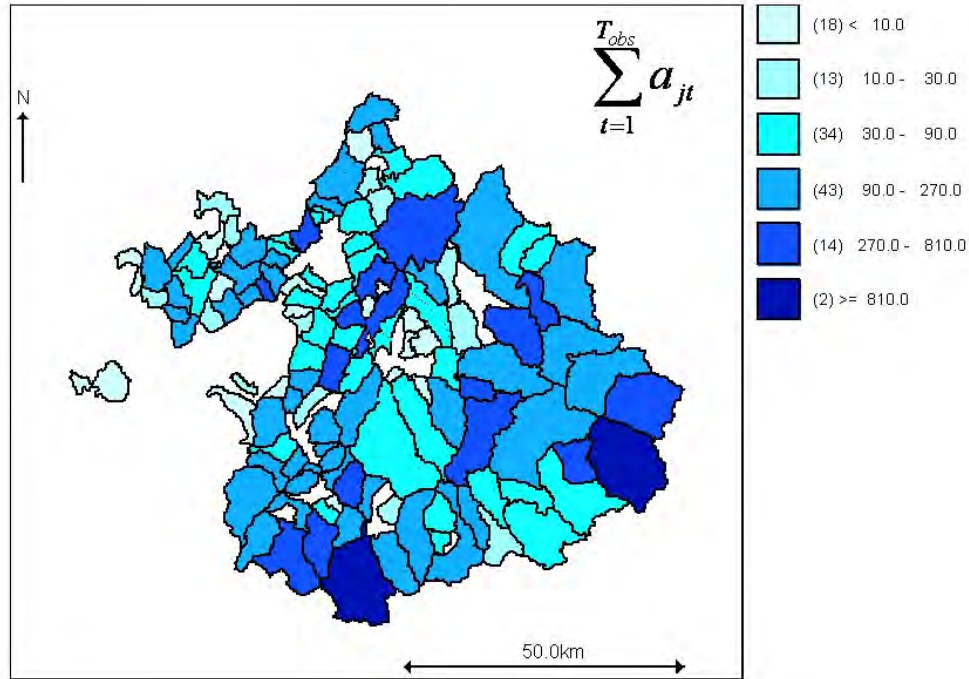 T_obs
∑ a_jt
t=1
N
(18) < 10.0
(13) 10.0 - 30.0
(34) 30.0 - 90.0
(43) 90.0 - 270.0
(14) 270.0 - 810.0
(2) >= 810.0
50.0km